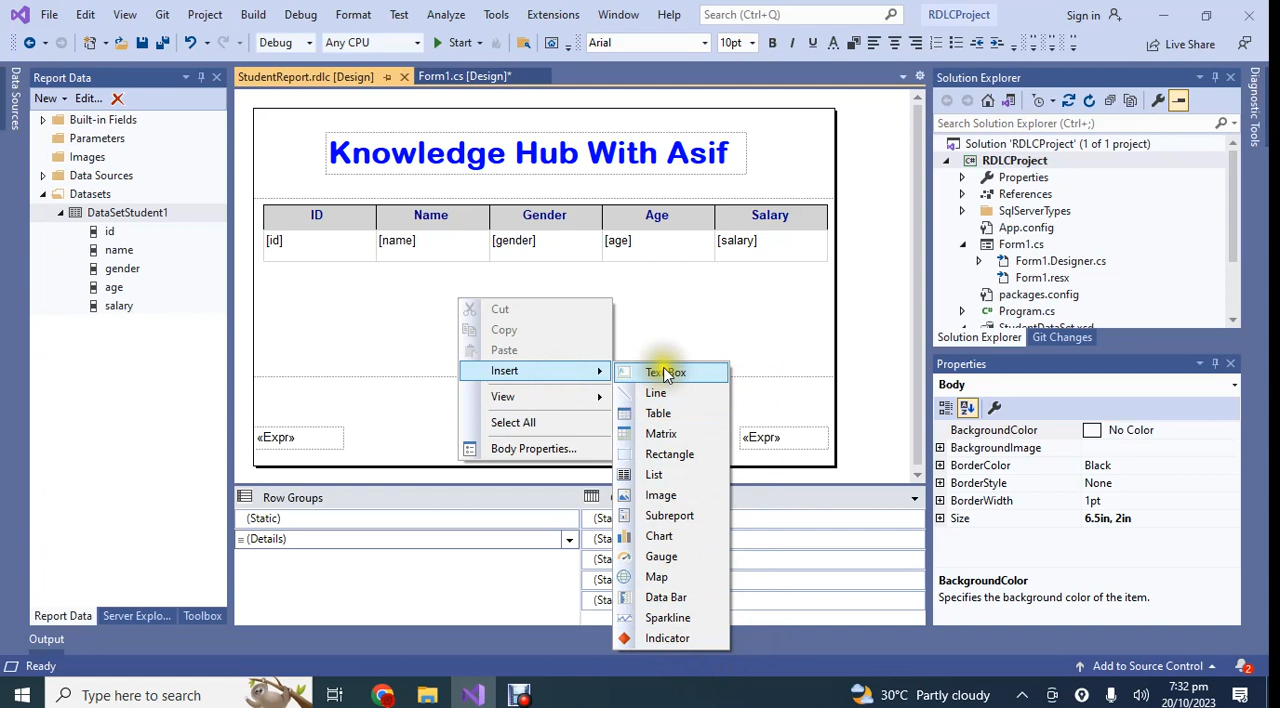 File Edit View Git Project Build Debug Format Test Analyze Tools Extensions Window Help Search (Ctrl+Q) RDLCProject Sign in
Debug Any CPU Start Arial 10pt B I U A Live Share
Data Sources
Report Data
StudentReport.rdlc [Design] Form1.cs [Design]*
Solution Explorer
Diagnostic Tools
New Edit...
Built-in Fields
Parameters
Images
Data Sources
Datasets
DataSetStudent1
id
name
gender
age
salary
Knowledge Hub With Asif
ID Name Gender Age Salary
[id] [name] [gender] [age] [salary]
«Expr» «Expr»
Cut
Copy
Paste
Insert
View
Select All
Body Properties...
Line
Table
Matrix
Rectangle
List
Image
Subreport
Chart
Gauge
Map
Data Bar
Sparkline
Indicator
Row Groups
(Static)
(Details)
Search Solution Explorer (Ctrl+;)
Solution 'RDLCProject' (1 of 1 project)
RDLCProject
Properties
References
SqlServerTypes
App.config
Form1.cs
Form1.Designer.cs
Form1.resx
packages.config
Program.cs
Solution Explorer Git Changes
Properties
Body
BackgroundColor No Color
BackgroundImage
BorderColor Black
BorderStyle None
BorderWidth 1pt
Size 6.5in, 2in
BackgroundColor
Specifies the background color of the item.
Report Data Server Explo... Toolbox
Output
Ready Add to Source Control 2
Type here to search 30°C Partly cloudy 7:32 pm
20/10/2023